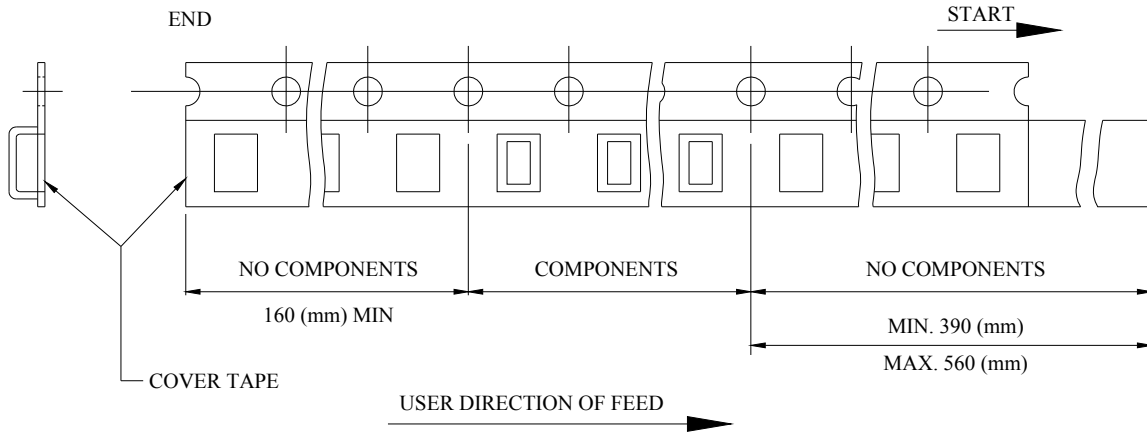 END
START
NO COMPONENTS
COMPONENTS
NO COMPONENTS
160 (mm) MIN
MIN. 390 (mm)
MAX. 560 (mm)
COVER TAPE
USER DIRECTION OF FEED